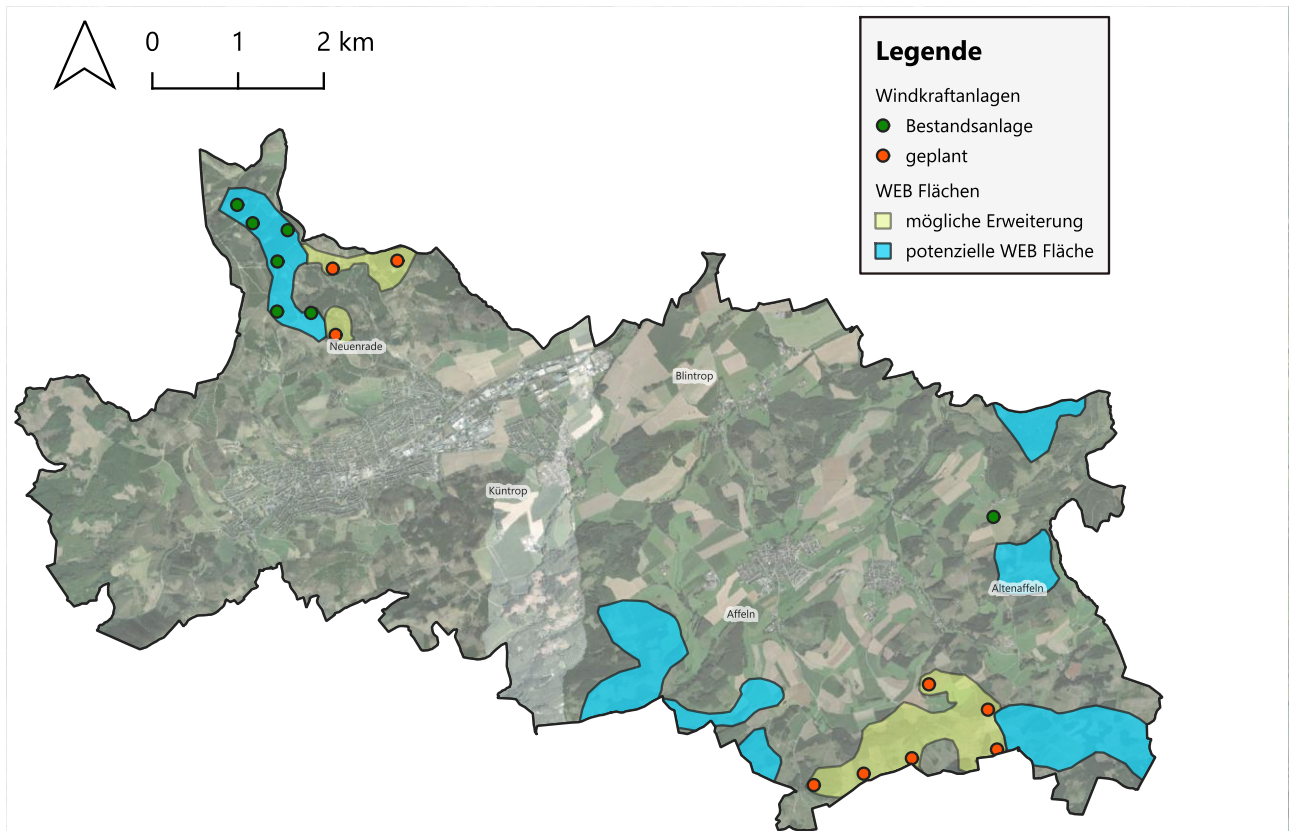 0 1 2 km
Legende
Windkraftanlagen
Bestandsanlage
geplant
WEB Flächen
mögliche Erweiterung
potenzielle WEB Fläche
Neuenrade
Blintrop
Küntrop
Altenaffeln
Affeln